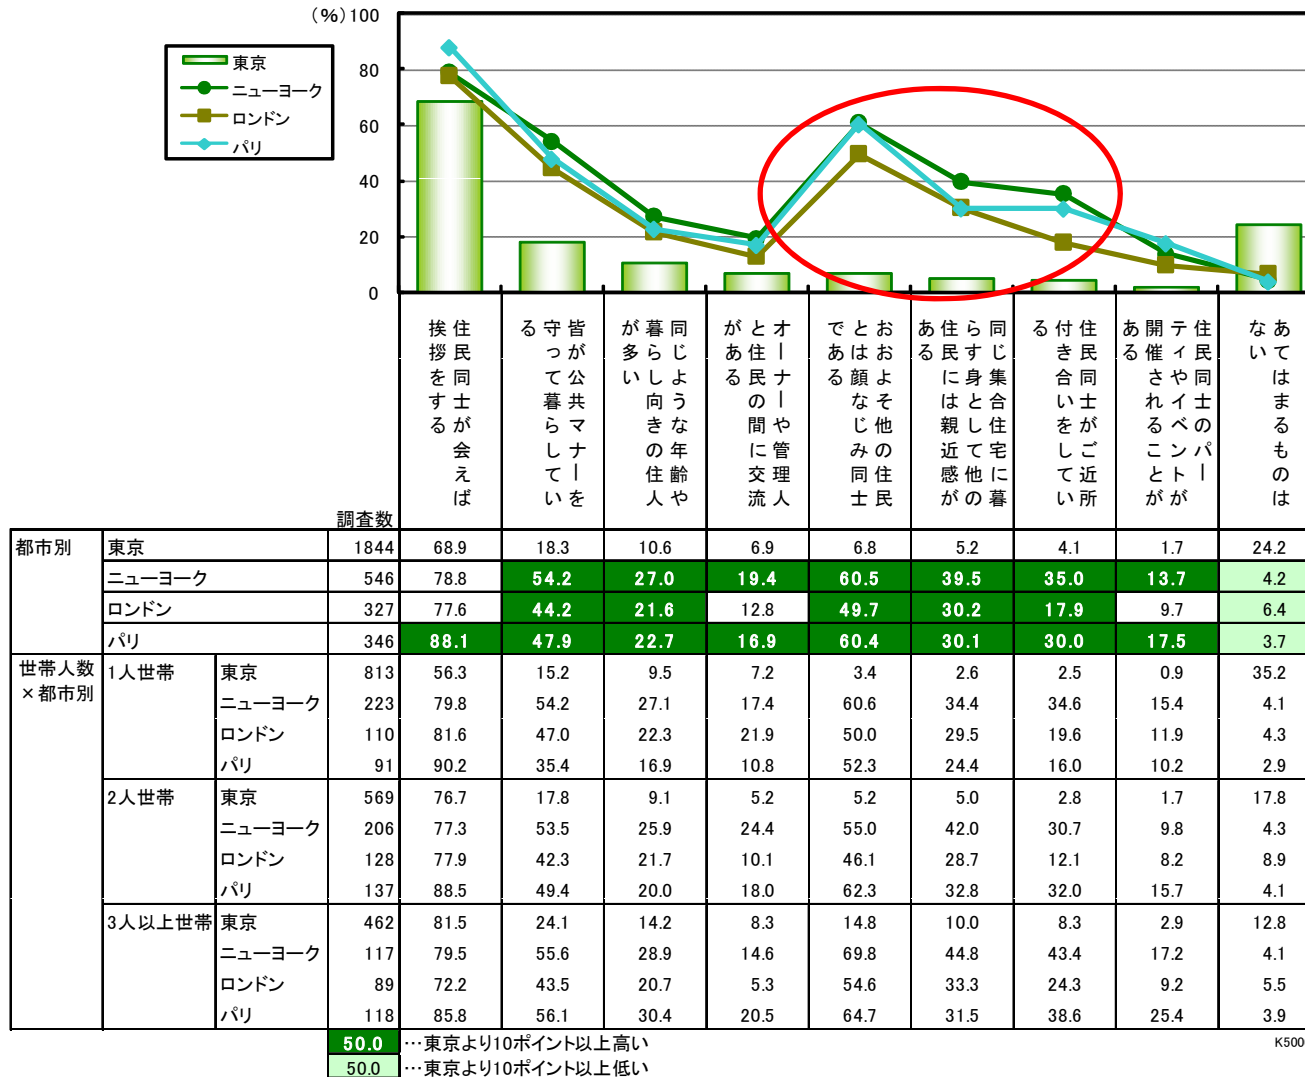 (%)100
80
60
40
20
0
東京
ニューヨーク
ロンドン
パリ
住民同士が会えば
挨拶をする
皆が公共マナーを
守って暮らしてい
る
同じような年齢や
暮らし向きの住人
が多い
オーナーや管理人
と住民の間に交流
がある
おおよそ他の住民
とは顔なじみ同士
である
同じ集合住宅に暮
らす身として他の
住民には親近感が
ある
住民同士がご近所
付き合いをしてい
る
住民同士のパー
ティやイベントが
開催されることが
ある
あてはまるものは
ない
調査数
都市別 東京 1844 68.9 18.3 10.6 6.9 6.8 5.2 4.1 1.7 24.2
ニューヨーク 546 78.8 54.2 27.0 19.4 60.5 39.5 35.0 13.7 4.2
ロンドン 327 77.6 44.2 21.6 12.8 49.7 30.2 17.9 9.7 6.4
パリ 346 88.1 47.9 22.7 16.9 60.4 30.1 30.0 17.5 3.7
世帯人数
×都市別
1人世帯 東京 813 56.3 15.2 9.5 7.2 3.4 2.6 2.5 0.9 35.2
ニューヨーク 223 79.8 54.2 27.1 17.4 60.6 34.4 34.6 15.4 4.1
ロンドン 110 81.6 47.0 22.3 21.9 50.0 29.5 19.6 11.9 4.3
パリ 91 90.2 35.4 16.9 10.8 52.3 24.4 16.0 10.2 2.9
2人世帯 東京 569 76.7 17.8 9.1 5.2 5.2 5.0 2.8 1.7 17.8
ニューヨーク 206 77.3 53.5 25.9 24.4 55.0 42.0 30.7 9.8 4.3
ロンドン 128 77.9 42.3 21.7 10.1 46.1 28.7 12.1 8.2 8.9
パリ 137 88.5 49.4 20.0 18.0 62.3 32.8 32.0 15.7 4.1
3人以上世帯 東京 462 81.5 24.1 14.2 8.3 14.8 10.0 8.3 2.9 12.8
ニューヨーク 117 79.5 55.6 28.9 14.6 69.8 44.8 43.4 17.2 4.1
ロンドン 89 72.2 43.5 20.7 5.3 54.6 33.3 24.3 9.2 5.5
パリ 118 85.8 56.1 30.4 20.5 64.7 31.5 38.6 25.4 3.9
50.0 …東京より10ポイント以上高い
50.0 …東京より10ポイント以上低い
K500